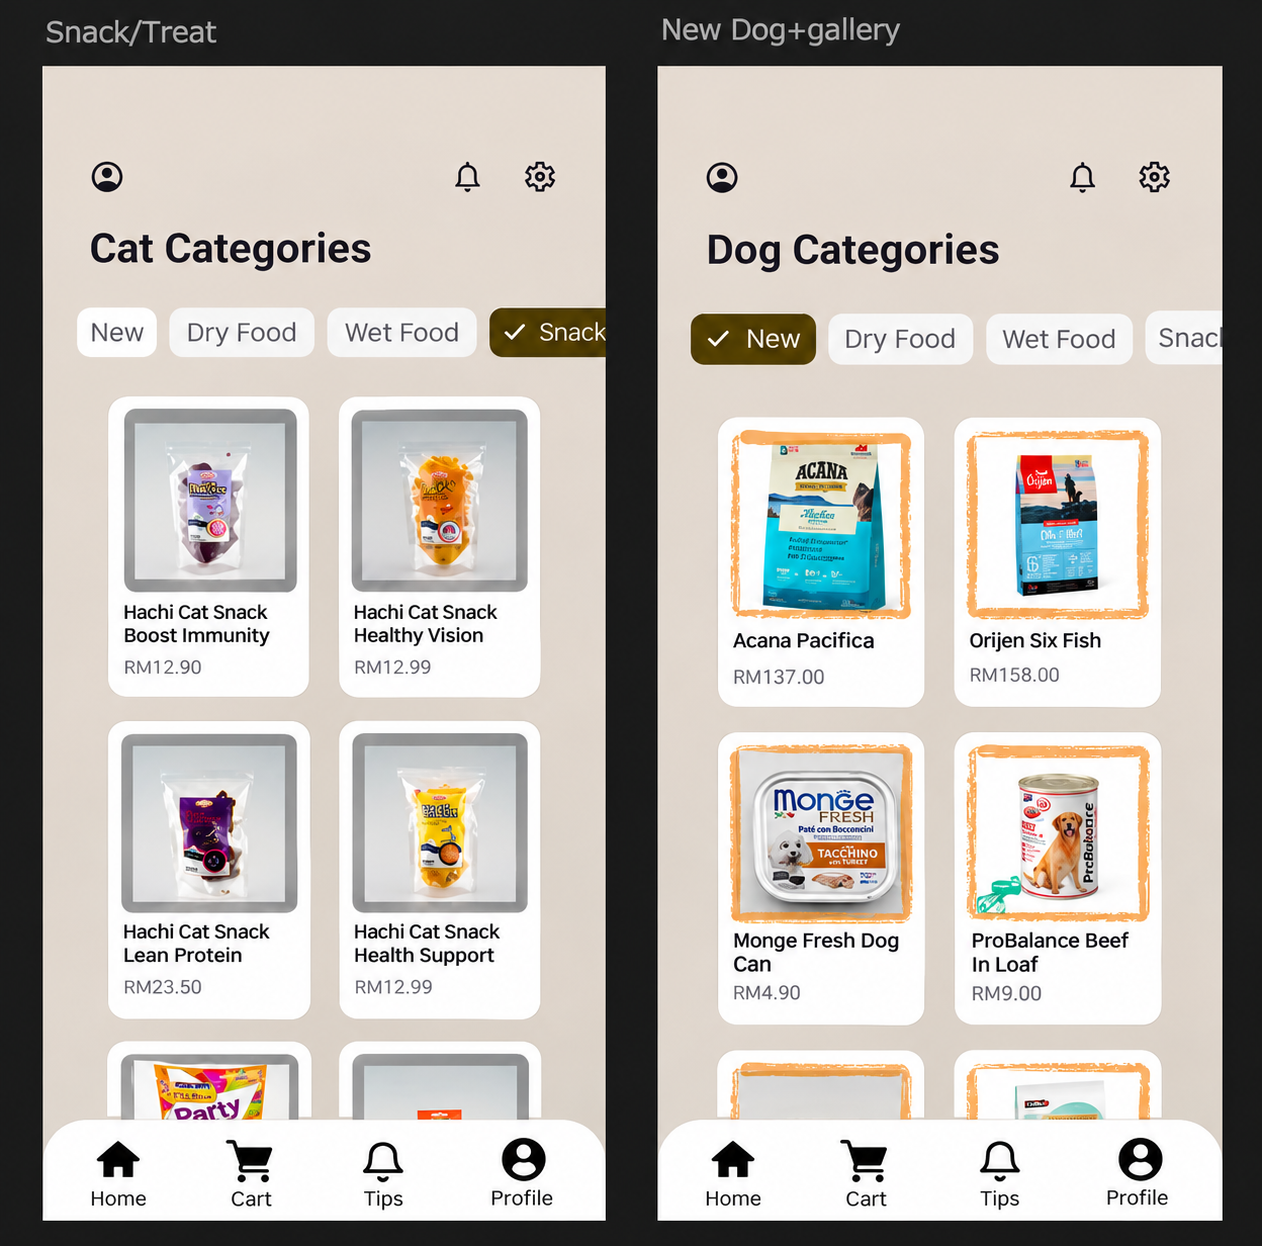 Snack/Treat
Cat Categories
New
Dry Food
Wet Food
Snack
Hachi Cat Snack
Boost Immunity
RM12.90
Hachi Cat Snack
Healthy Vision
RM12.99
Hachi Cat Snack
Lean Protein
RM23.50
Hachi Cat Snack
Health Support
RM12.99
Party
Home
Cart
Tips
Profile
New Dog+gallery
Dog Categories
New
Dry Food
Wet Food
ACANA
Orijen
Acana Pacifica
RM137.00
Orijen Six Fish
RM158.00
Monge
FRESH
Paté con Bocconcini
TACCHINO
TURKEY
Monge Fresh Dog
Can
RM4.90
ProBalance Beef
In Loaf
RM9.00
Home
Cart
Tips
Profile